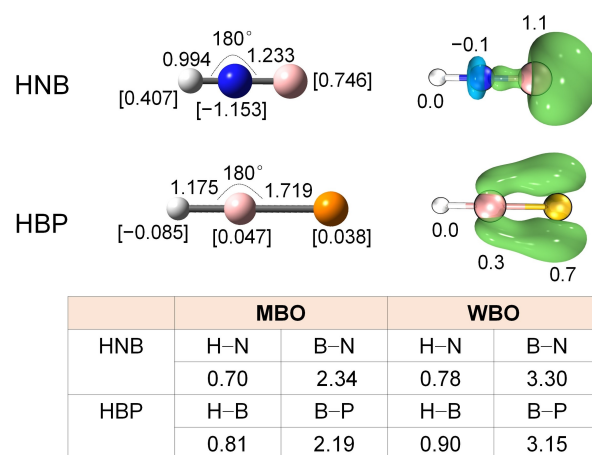 HNB
0.994 180° 1.233
[0.407] [−1.153] [0.746]
−0.1 1.1
0.0
HBP
1.175 180° 1.719
[−0.085] [0.047] [0.038]
0.0
0.3 0.7
MBO WBO
HNB H−N B−N H−N B−N
0.70 2.34 0.78 3.30
HBP H−B B−P H−B B−P
0.81 2.19 0.90 3.15